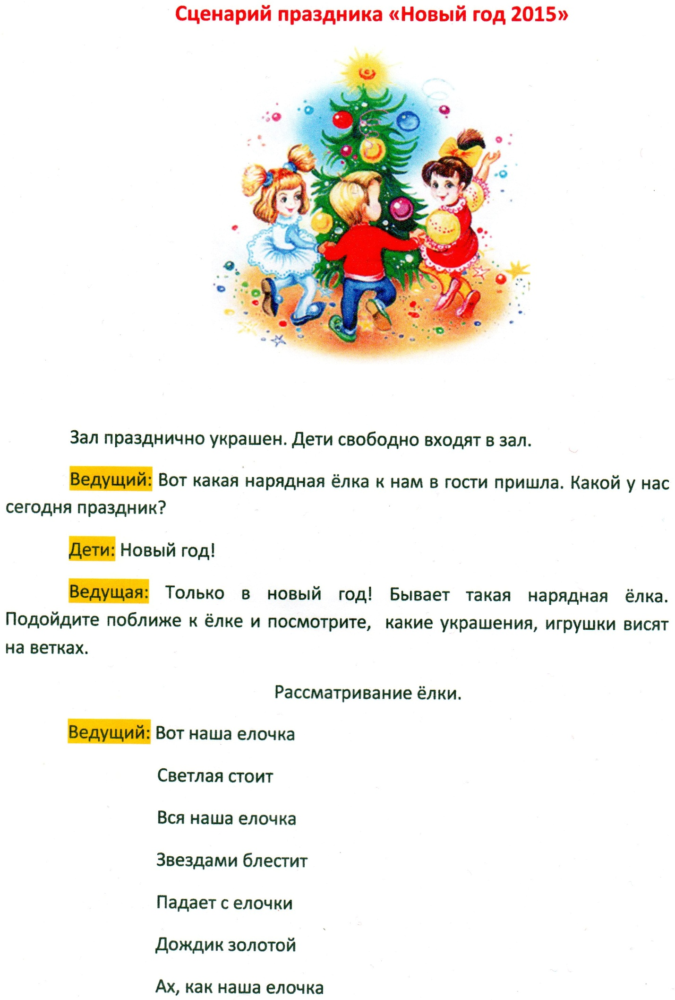 Сценарий праздника «Новый год 2015»
Зал празднично украшен. Дети свободно входят в зал.
Ведущий: Вот какая нарядная ёлка к нам в гости пришла. Какой у нас
сегодня праздник?
Дети: Новый год!
Ведущая: Только в новый год! Бывает такая нарядная ёлка.
Подойдите поближе к ёлке и посмотрите, какие украшения, игрушки висят
на ветках.
Рассматривание ёлки.
Ведущий: Вот наша елочка
Светлая стоит
Вся наша елочка
Звездами блестит
Падает с елочки
Дождик золотой
Ах, как наша елочка